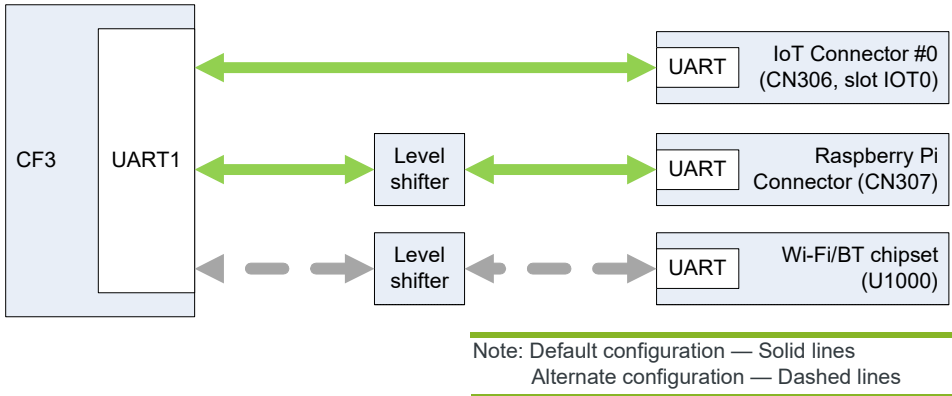 CF3
UART1
UART
IoT Connector #0
(CN306, slot IOT0)
Level
shifter
UART
Raspberry Pi
Connector (CN307)
Level
shifter
UART
Wi-Fi/BT chipset
(U1000)
Note: Default configuration — Solid lines
Alternate configuration — Dashed lines